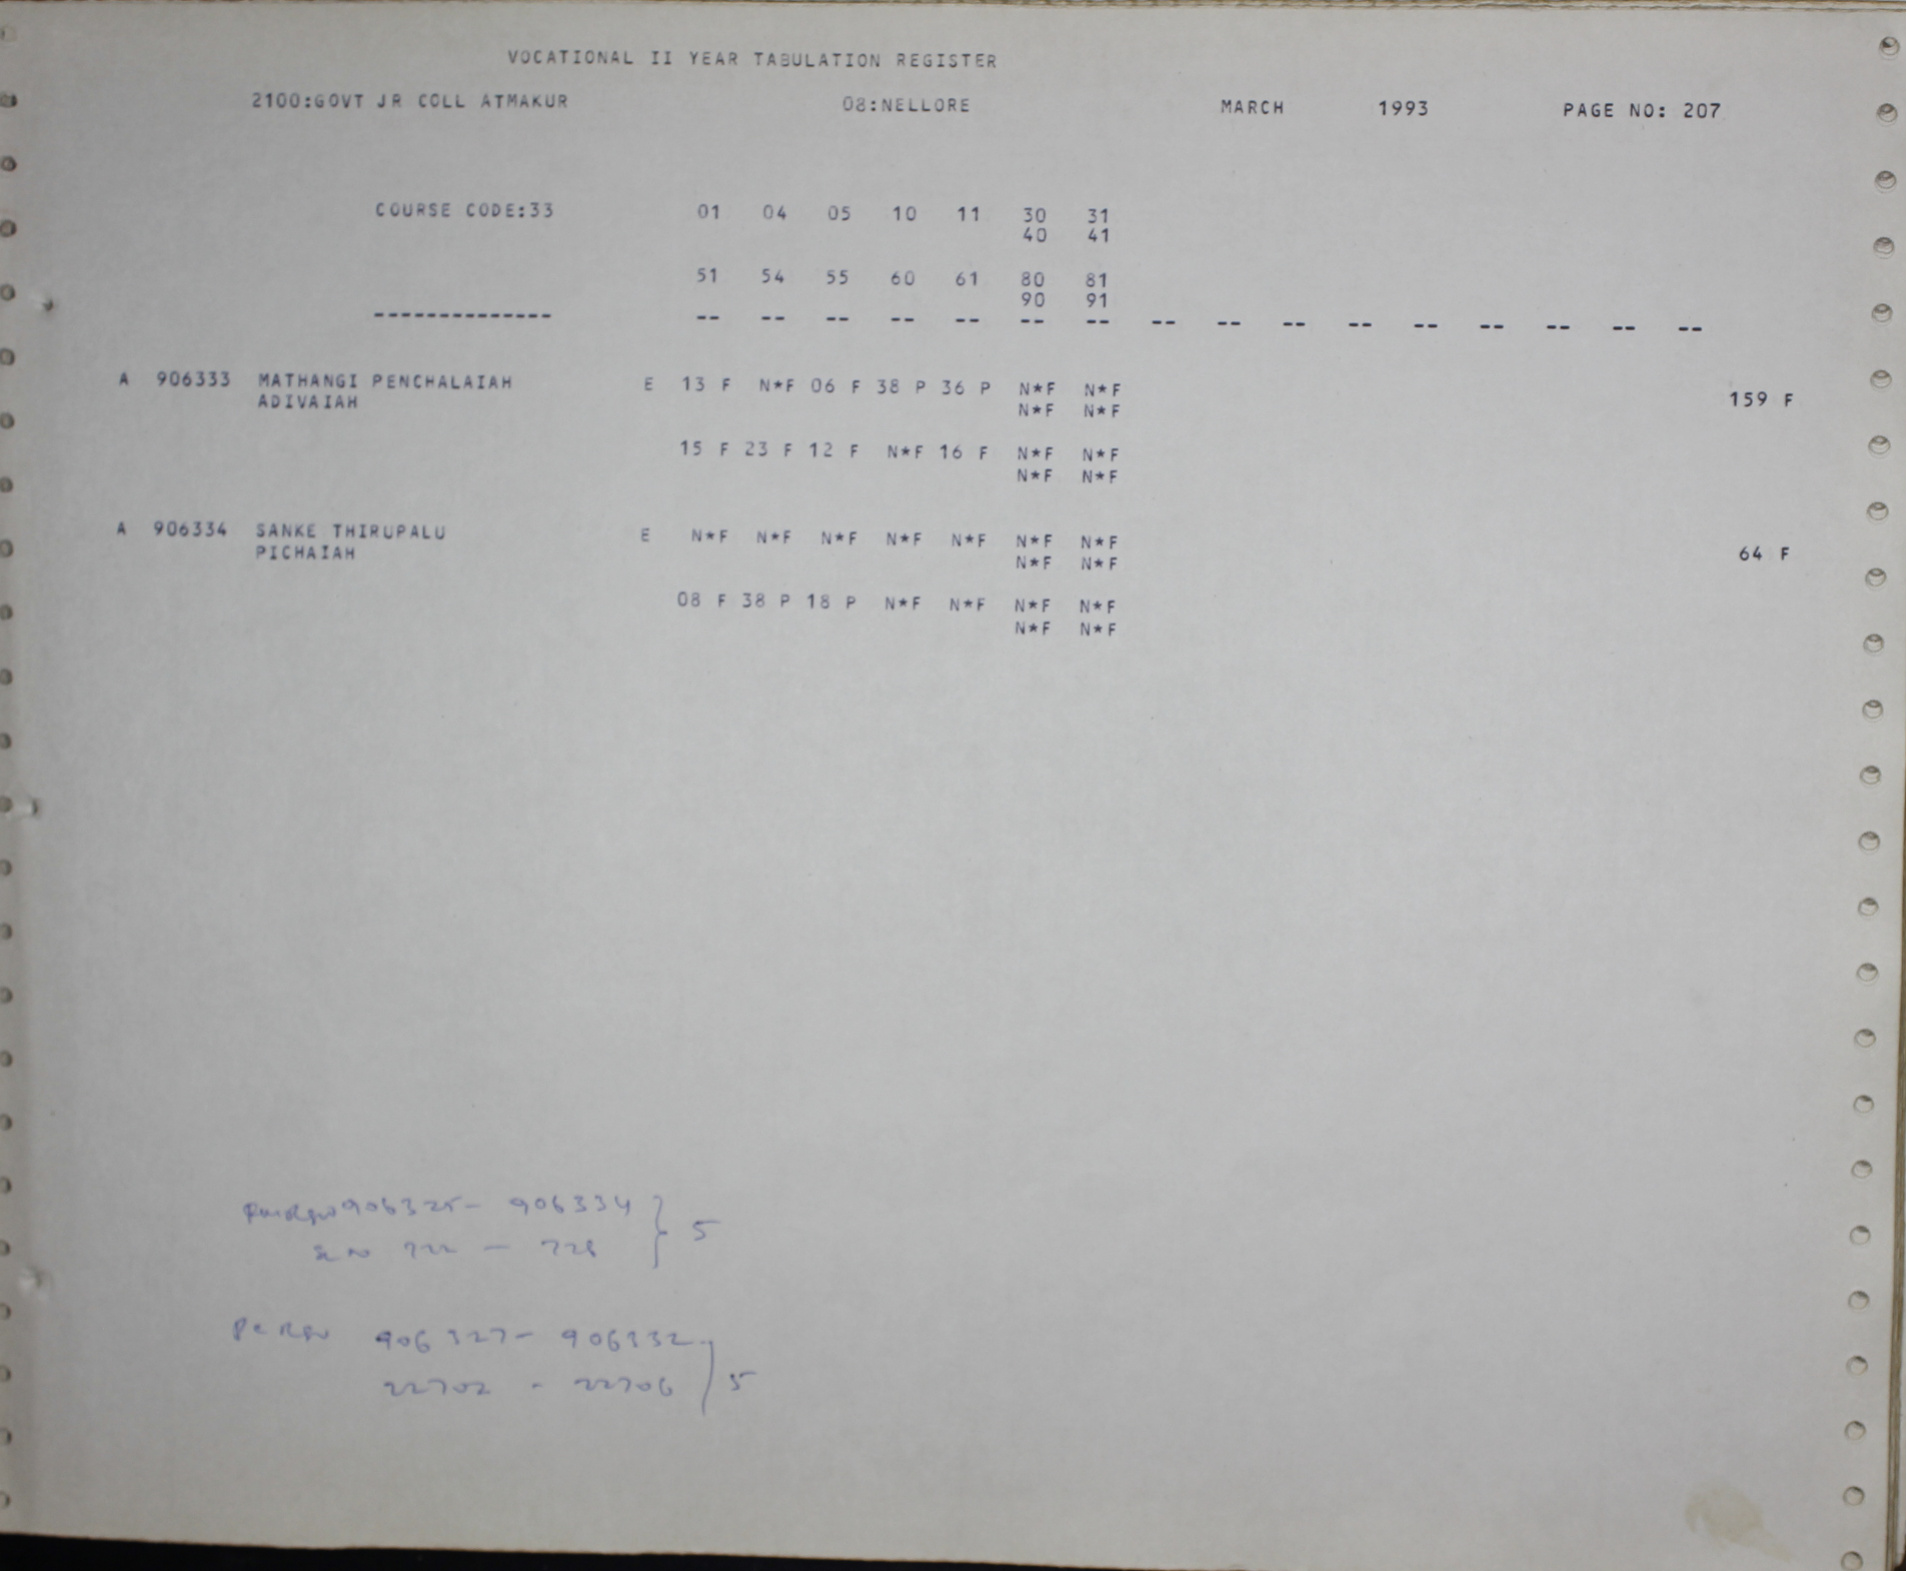 VOCATIONAL II YEAR TABULATION REGISTER
2100:GOVT JR COLL ATMAKUR 08:NELLORE MARCH 1993 PAGE NO: 207
COURSE CODE:33 01 04 05 10 11 30 31
40 41
51 54 55 60 61 80 81
90 91
-------------- -- -- -- -- -- -- -- -- -- -- -- -- -- -- -- --
A 906333 MATHANGI PENCHALAIAH E 13 F N*F 06 F 38 P 36 P N*F N*F
ADIVAIAH N*F N*F 159 F
15 F 23 F 12 F N*F 16 F N*F N*F
N*F N*F
A 906334 SANKE THIRUPALU E N*F N*F N*F N*F N*F N*F N*F
PICHAIAH N*F N*F 64 F
08 F 38 P 18 P N*F N*F N*F N*F
N*F N*F
906325- 906334 } 5
722 - 728
906327- 906332
22702 - 22706 } 5